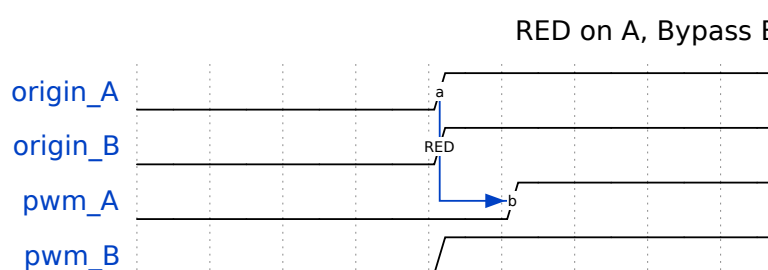 RED on A, Bypass
origin_A
a
origin_B
RED
pwm_A
b
pwm_B